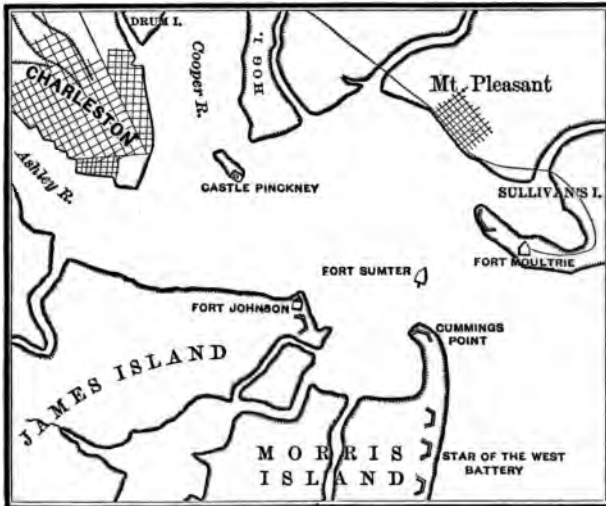 DRUM I.
Cooper R.
HOG I.
Mt. Pleasant
CHARLESTON
Ashley R.
CASTLE PINCKNEY
SULLIVAN'S I.
FORT MOULTRIE
FORT SUMTER
FORT JOHNSON
CUMMINGS
POINT
JAMES ISLAND
MORRIS
ISLAND
STAR OF THE WEST
BATTERY